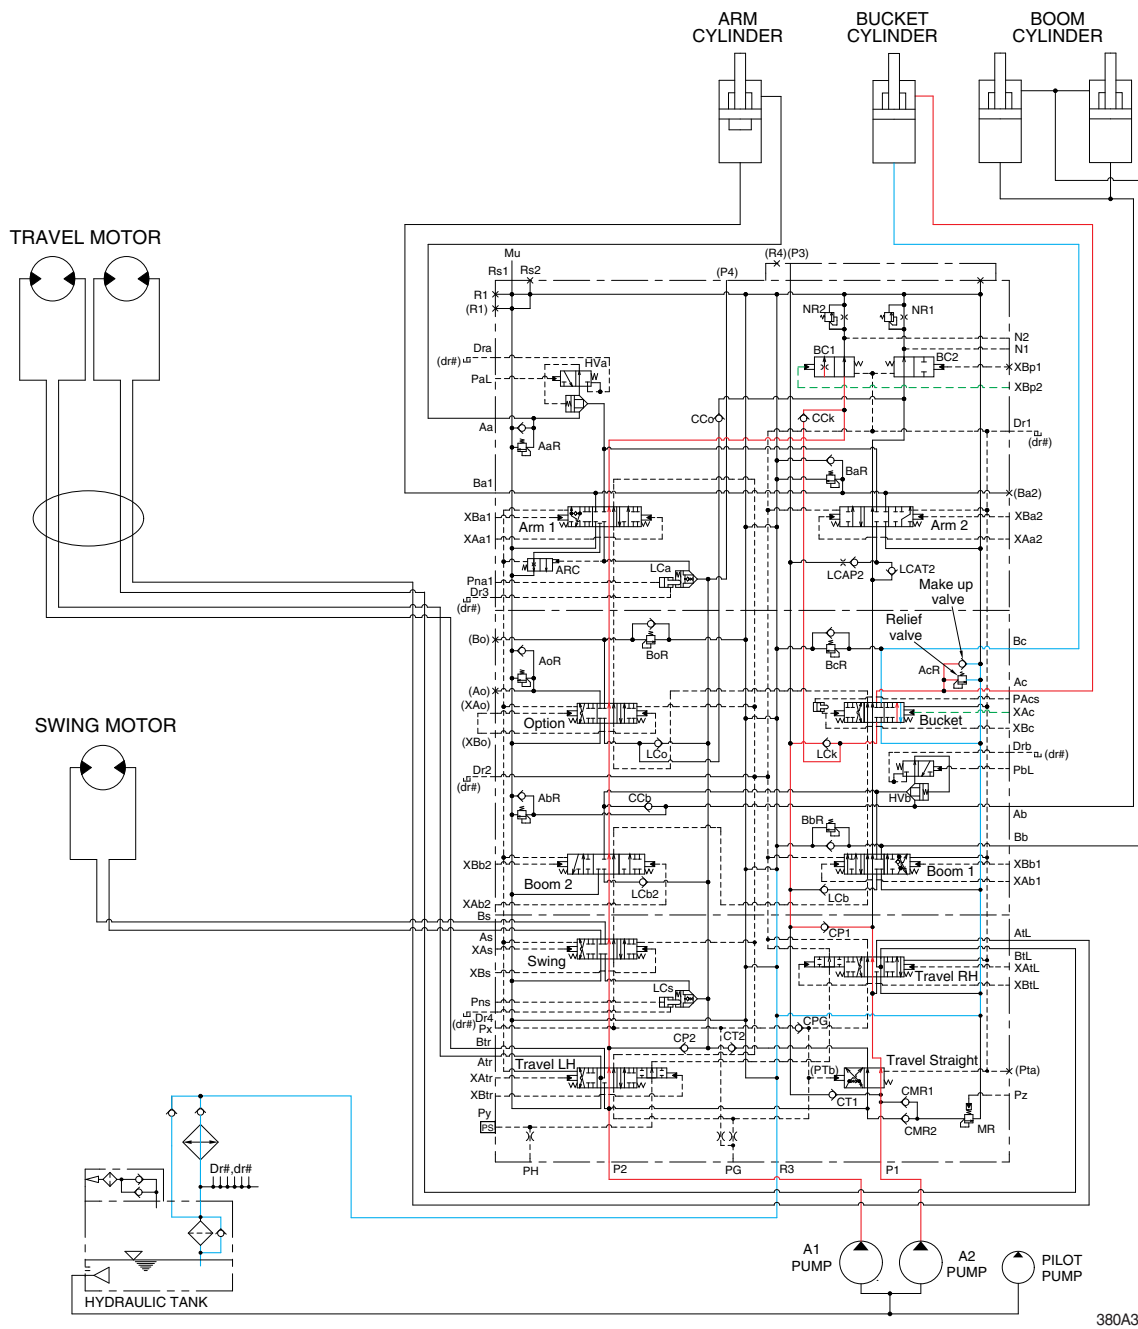 ARM
CYLINDER
BUCKET
CYLINDER
BOOM
CYLINDER
TRAVEL MOTOR
Mu
Rs1
Rs2
(P4)
(R4)
(P3)
R1
(R1)
NR2
NR1
N2
N1
Dra
(dr#)
HVa
BC1
BC2
XBp1
PaL
XBp2
CCo
CCk
Aa
AaR
Dr1
(dr#)
BaR
Ba1
(Ba2)
XBa1
Arm 1
Arm 2
XBa2
XAa1
XAa2
ARC
LCa
LCAP2
LCAT2
Pna1
Dr3
(dr#)
Make up
valve
Relief
valve
(Bo)
BoR
BcR
Bc
AoR
AcR
Ac
(Ao)
PAcs
(XAo)
XAc
Option
Bucket
XBc
SWING MOTOR
(XBo)
LCo
LCk
Drb
(dr#)
Dr2
(dr#)
PbL
HVb
AbR
CCb
Ab
BbR
Bb
XBb2
Boom 2
Boom 1
XBb1
LCb2
LCb
XAb1
XAb2
Bs
CP1
As
AtL
XAs
Swing
BtL
XAtL
XBs
Travel RH
XBtL
LCs
Pns
Dr4
(dr#)
Px
CPG
Btr
CP2
CT2
Atr
Travel LH
(PTb)
Travel Straight
(Pta)
XAtr
XBtr
CT1
CMR1
Pz
Py
PS
CMR2
MR
PH
P2
PG
R3
P1
Dr#,dr#
A1
PUMP
A2
PUMP
PILOT
PUMP
HYDRAULIC TANK
380A3